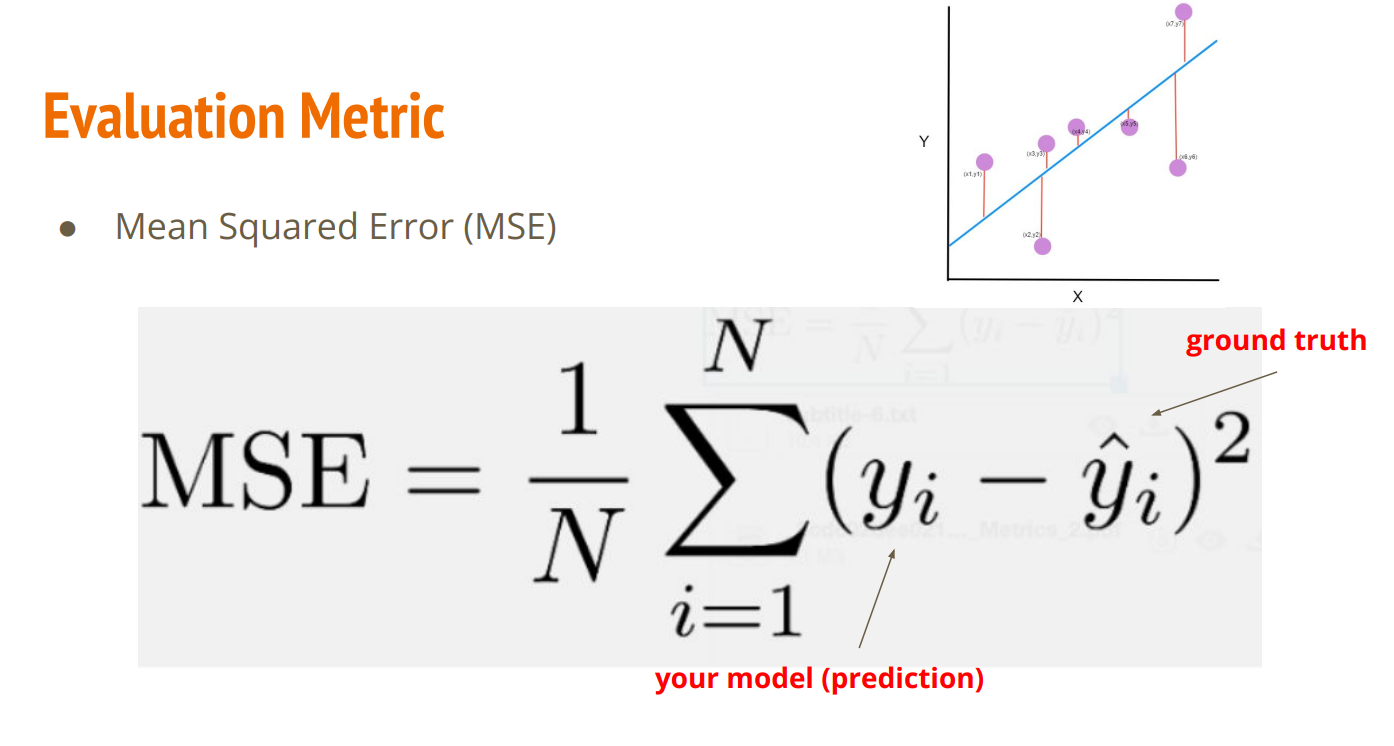 Evaluation Metric
● Mean Squared Error (MSE)
Y
X
(x1,y1)
(x2,y2)
(x3,y3)
(x4,y4)
(x5,y5)
(x6,y6)
(x7,y7)
MSE = \frac{1}{N} \sum_{i=1}^{N} (y_i - \hat{y}_i)^2
ground truth
your model (prediction)